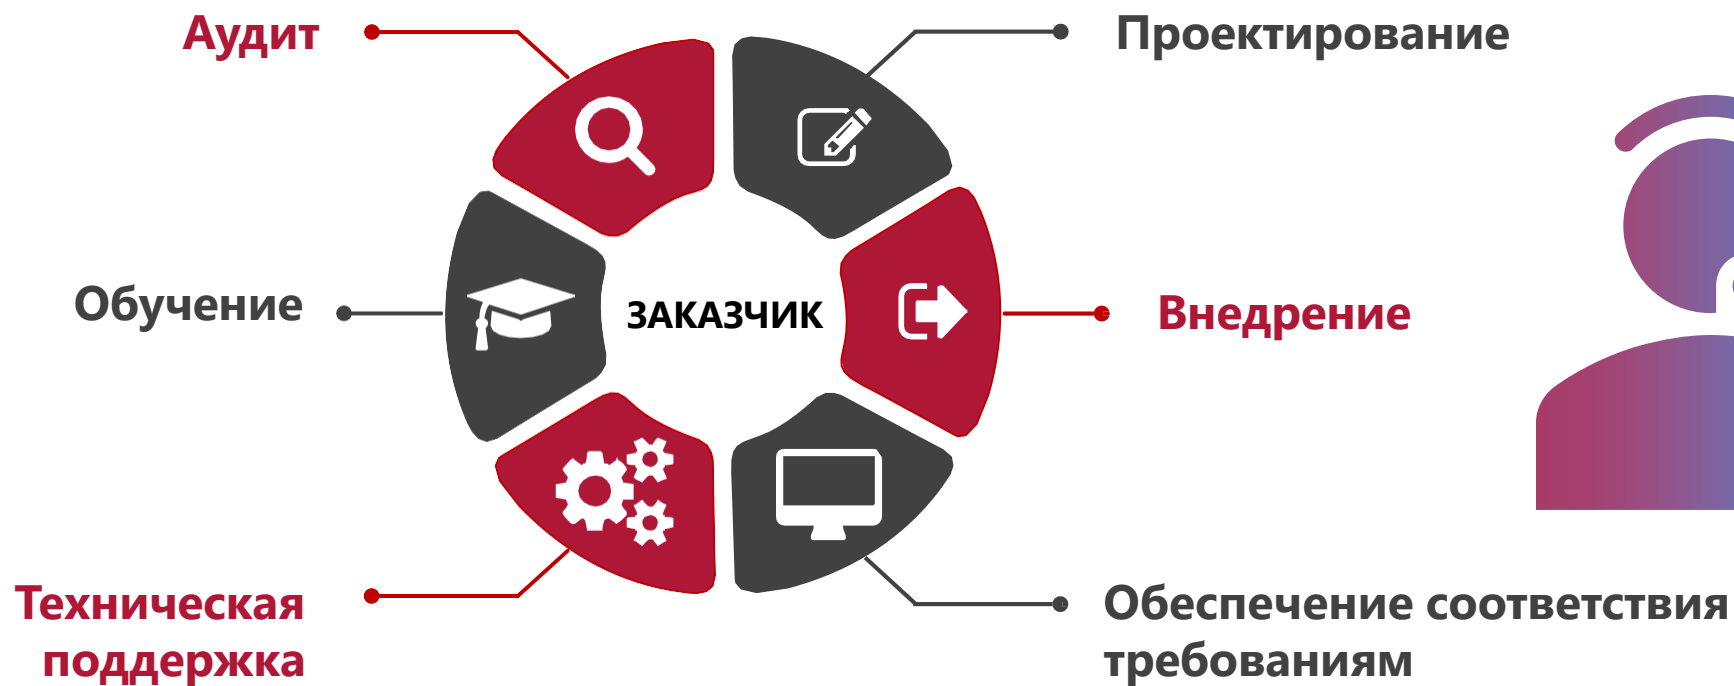 Аудит
Проектирование
Обучение
ЗАКАЗЧИК
Внедрение
Техническая
поддержка
Обеспечение соответствия
требованиям